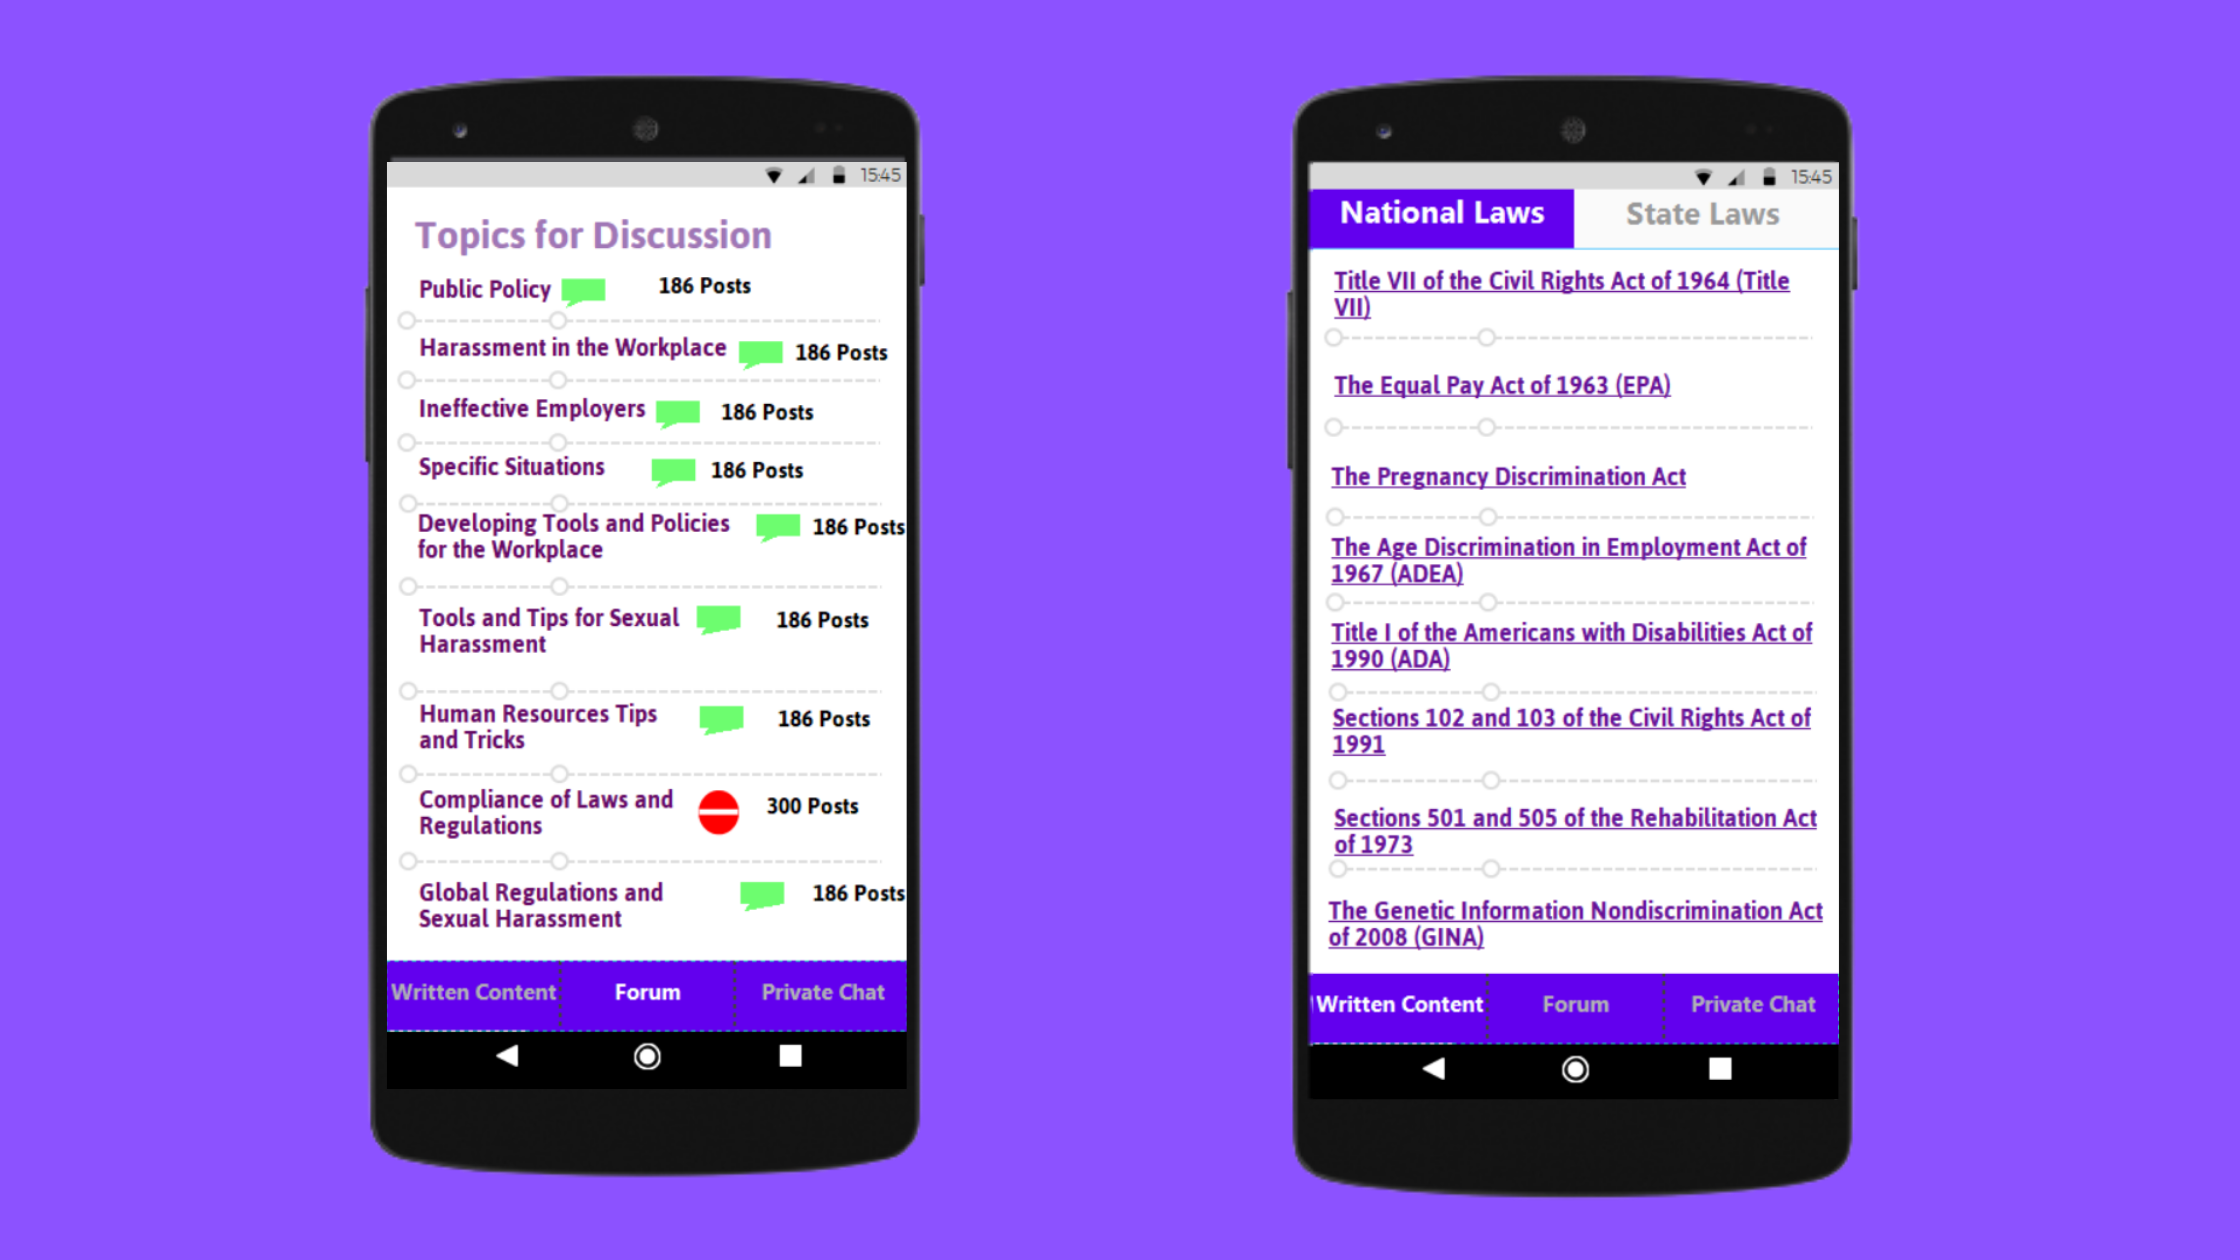 15:45
Topics for Discussion
Public Policy 186 Posts
Harassment in the Workplace 186 Posts
Ineffective Employers 186 Posts
Specific Situations 186 Posts
Developing Tools and Policies 186 Posts
for the Workplace
Tools and Tips for Sexual 186 Posts
Harassment
Human Resources Tips 186 Posts
and Tricks
Compliance of Laws and 300 Posts
Regulations
Global Regulations and 186 Posts
Sexual Harassment
Written Content Forum Private Chat
15:45
National Laws State Laws
Title VII of the Civil Rights Act of 1964 (Title
VII)
The Equal Pay Act of 1963 (EPA)
The Pregnancy Discrimination Act
The Age Discrimination in Employment Act of
1967 (ADEA)
Title I of the Americans with Disabilities Act of
1990 (ADA)
Sections 102 and 103 of the Civil Rights Act of
1991
Sections 501 and 505 of the Rehabilitation Act
of 1973
The Genetic Information Nondiscrimination Act
of 2008 (GINA)
Written Content Forum Private Chat